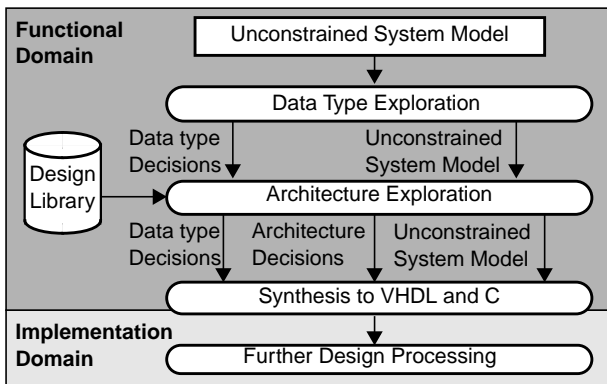 Functional
Domain
Unconstrained System Model
Data Type Exploration
Data type
Decisions
Unconstrained
System Model
Design
Library
Architecture Exploration
Data type
Decisions
Architecture
Decisions
Unconstrained
System Model
Synthesis to VHDL and C
Implementation
Domain
Further Design Processing